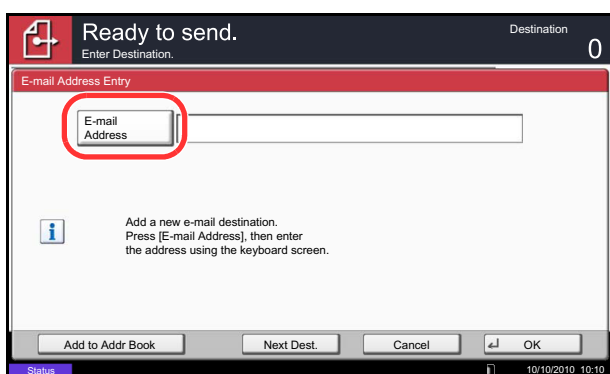 Ready to send.
Destination
Enter Destination.
0
E-mail Address Entry
E-mail
Address
Add a new e-mail destination.
Press [E-mail Address], then enter
the address using the keyboard screen.
Add to Addr Book
Next Dest.
Cancel
OK
Status
10/10/2010 10:10